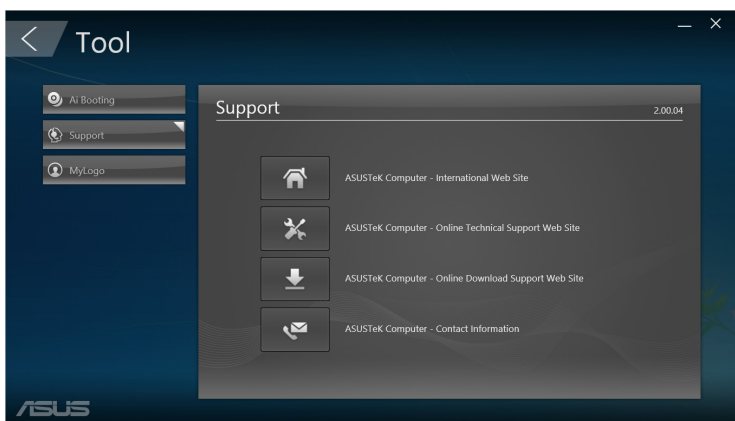 Tool
Ai Booting
Support
MyLogo
Support
2.00.04
ASUSTeK Computer - International Web Site
ASUSTeK Computer - Online Technical Support Web Site
ASUSTeK Computer - Online Download Support Web Site
ASUSTeK Computer - Contact Information
ASUS